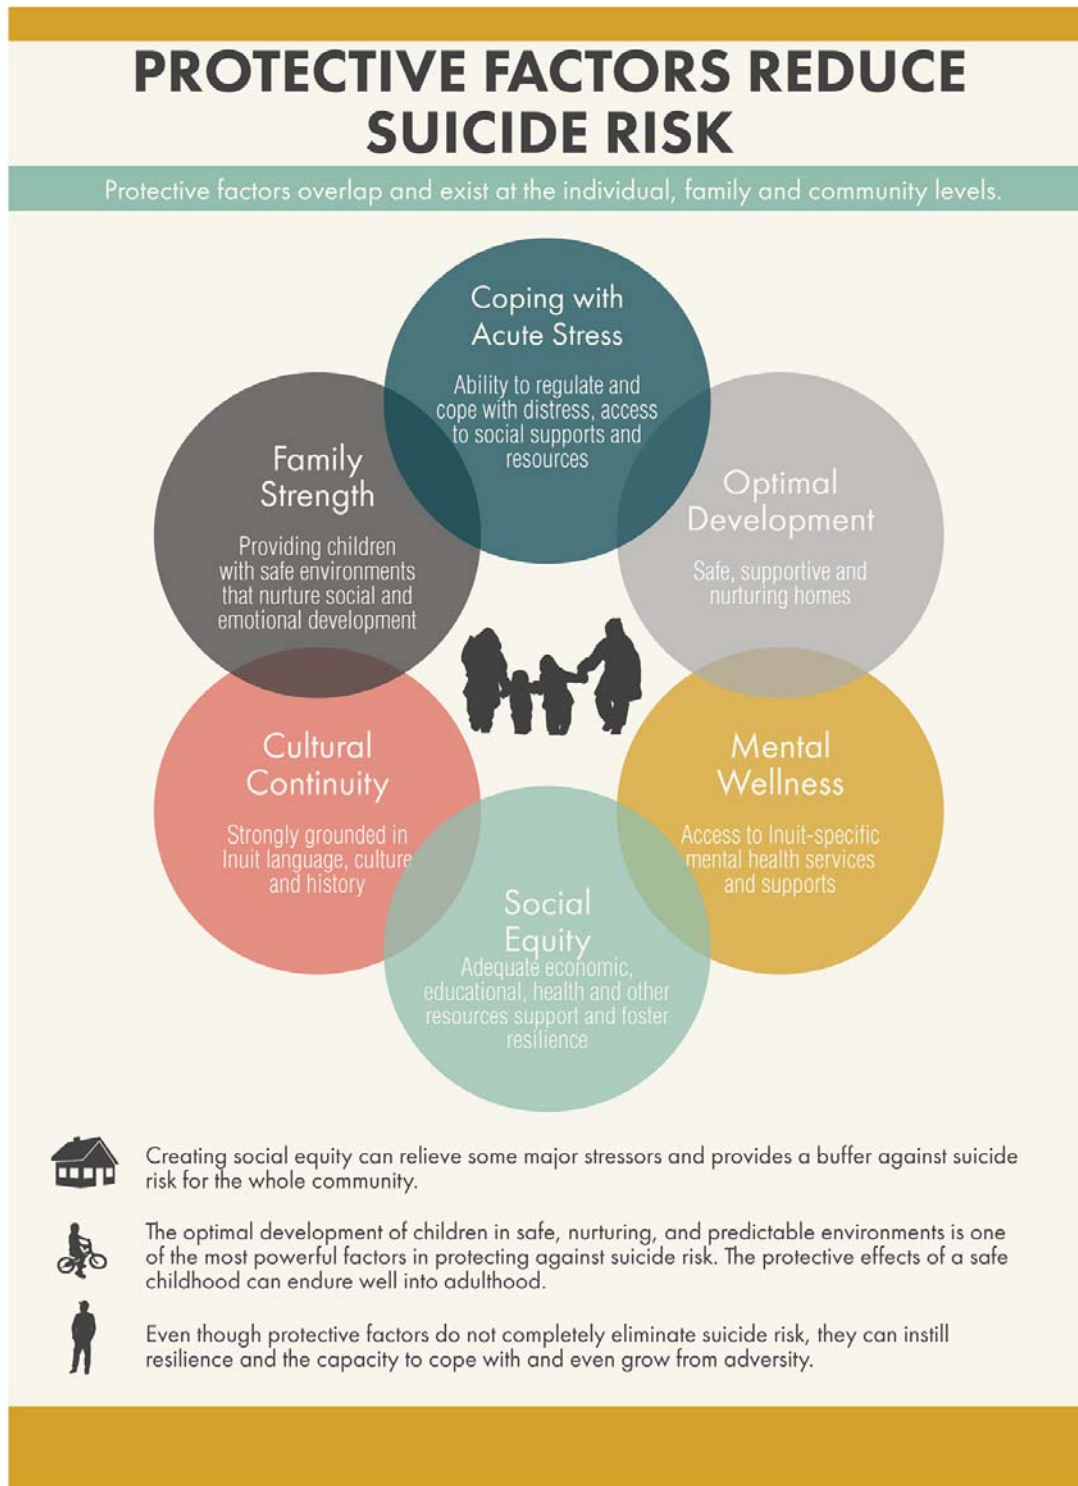 PROTECTIVE FACTORS REDUCE
SUICIDE RISK
Protective factors overlap and exist at the individual, family and community levels.
Coping with
Acute Stress
Ability to regulate and
cope with distress, access
to social supports and
resources
Family
Strength
Providing children
with safe environments
that nurture social and
emotional development
Optimal
Development
Safe, supportive and
nurturing homes
Cultural
Continuity
Strongly grounded in
Inuit language, culture
and history
Mental
Wellness
Access to Inuit-specific
mental health services
and supports
Social
Equity
Adequate economic,
educational, health and other
resources support and foster
resilience
Creating social equity can relieve some major stressors and provides a buffer against suicide
risk for the whole community.
The optimal development of children in safe, nurturing, and predictable environments is one
of the most powerful factors in protecting against suicide risk. The protective effects of a safe
childhood can endure well into adulthood.
Even though protective factors do not completely eliminate suicide risk, they can instill
resilience and the capacity to cope with and even grow from adversity.